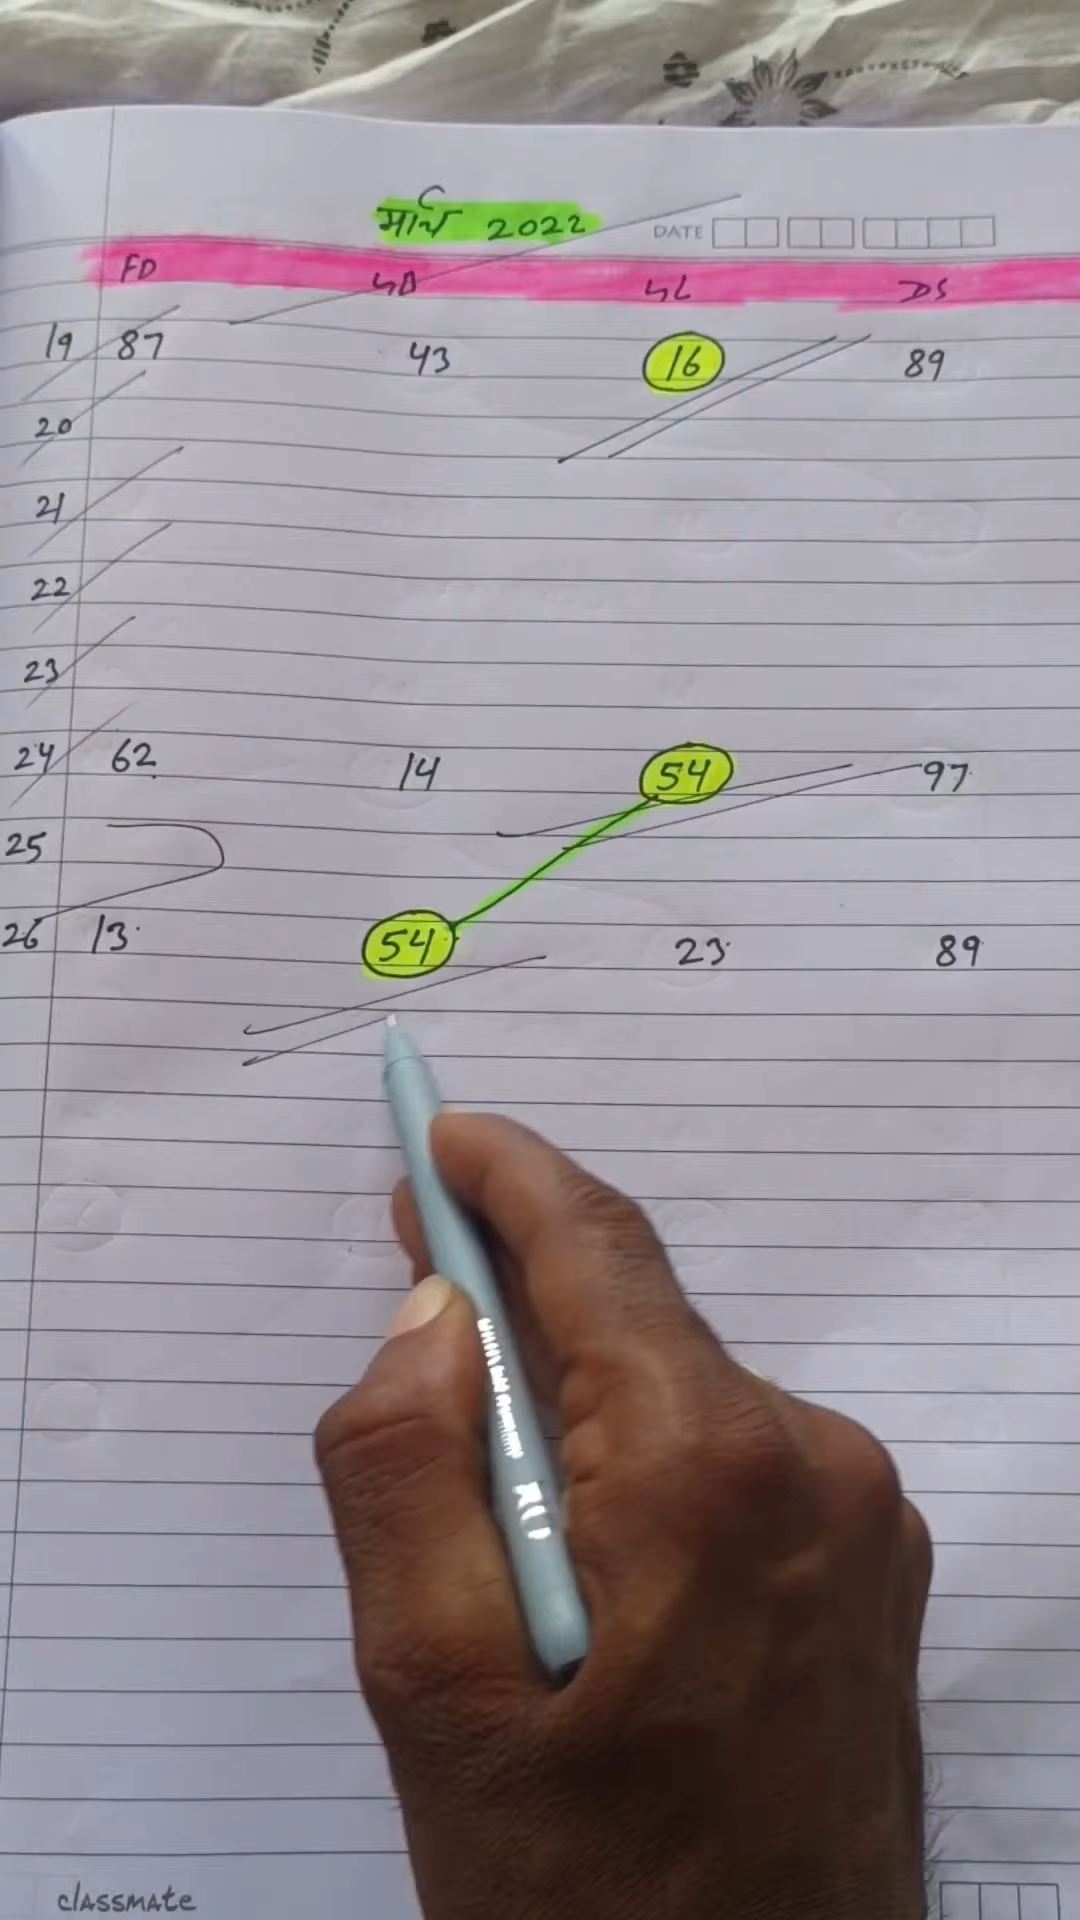 मार्च 2022
DATE
FD GD GL DS
19 87 43 16 89
20
21
22
23
24 62 14 54 97
25
26 13 54 23 89
classmate